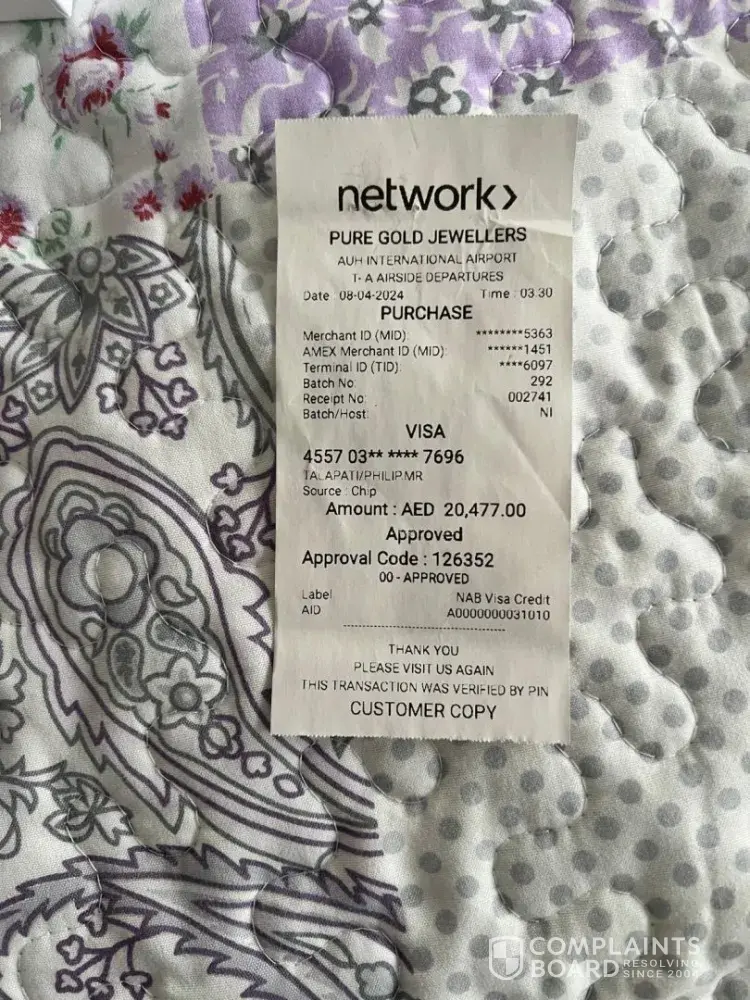 network>
PURE GOLD JEWELLERS
AUH INTERNATIONAL AIRPORT
T- A AIRSIDE DEPARTURES
Date : 08-04-2024 Time : 03:30
PURCHASE
Merchant ID (MID): ********5363
AMEX Merchant ID (MID): ******1451
Terminal ID (TID): ****6097
Batch No: 292
Receipt No: 002741
Batch/Host: NI
VISA
4557 03** **** 7696
TALAPATI/PHILIP.MR
Source : Chip
Amount : AED 20,477.00
Approved
Approval Code : 126352
00 - APPROVED
Label NAB Visa Credit
AID A0000000031010
THANK YOU
PLEASE VISIT US AGAIN
THIS TRANSACTION WAS VERIFIED BY PIN
CUSTOMER COPY
COMPLAINTS
BOARD RESOLVING
SINCE 2004